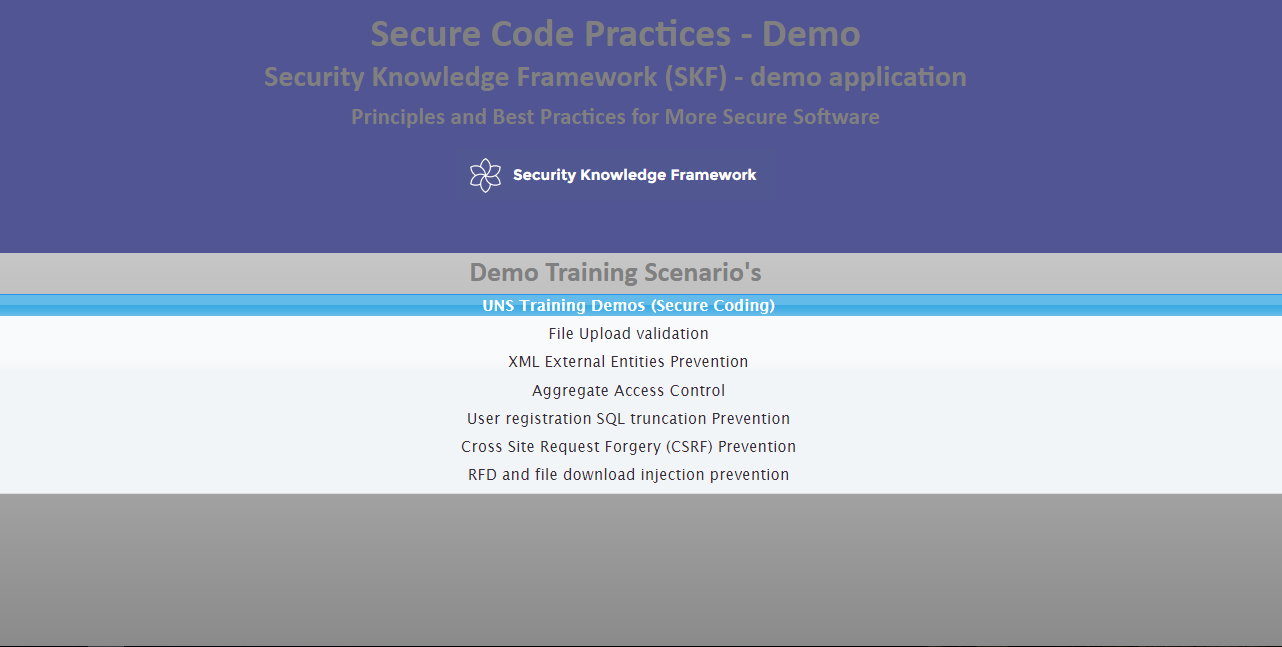 Secure Code Practices - Demo
Security Knowledge Framework (SKF) - demo application
Principles and Best Practices for More Secure Software
Security Knowledge Framework
Demo Training Scenario's
UNS Training Demos (Secure Coding)
File Upload validation
XML External Entities Prevention
Aggregate Access Control
User registration SQL truncation Prevention
Cross Site Request Forgery (CSRF) Prevention
RFD and file download injection prevention